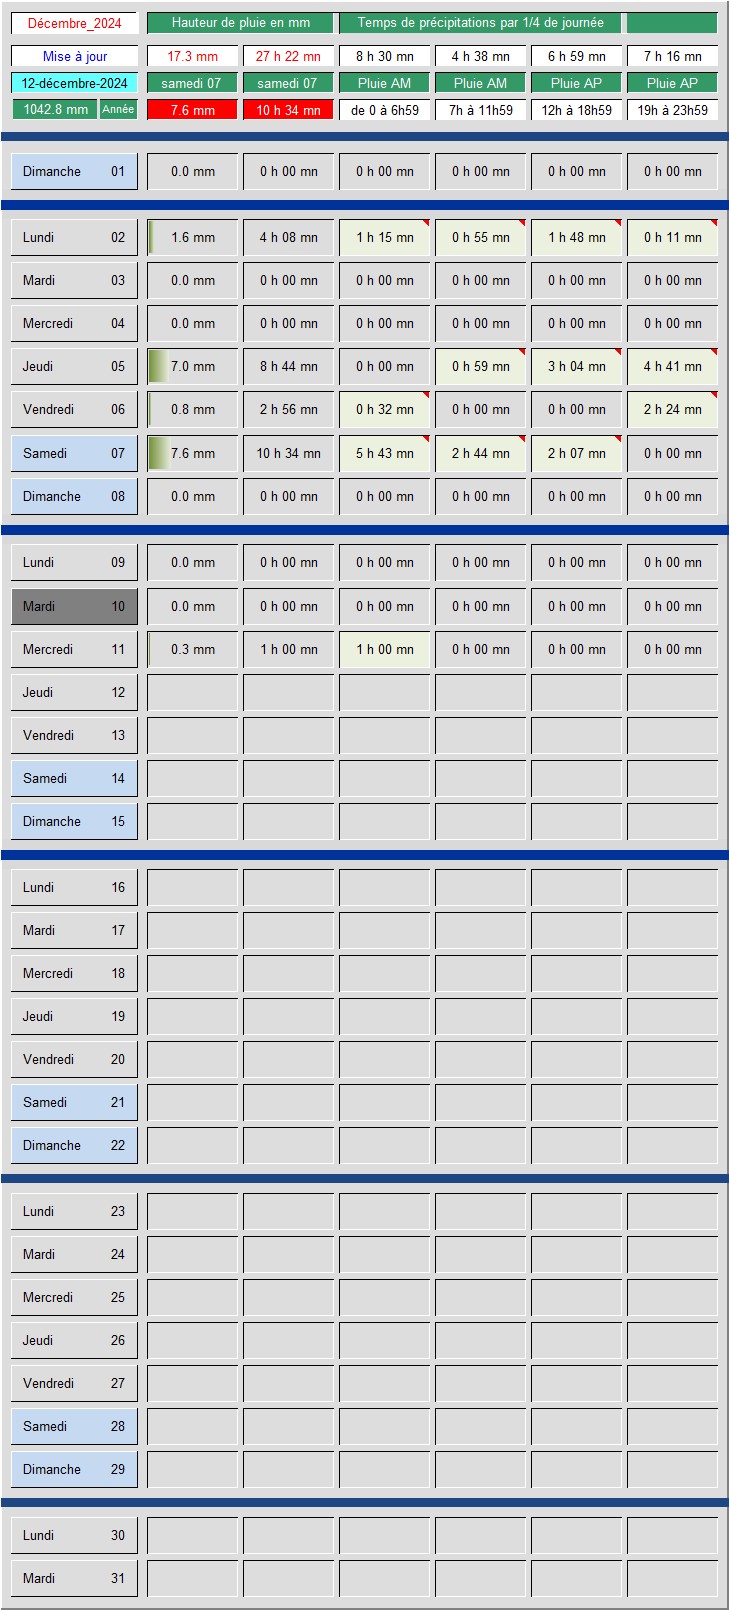 Décembre_2024 Hauteur de pluie en mm Temps de précipitations par 1/4 de journée
Mise à jour 17.3 mm 27 h 22 mn 8 h 30 mn 4 h 38 mn 6 h 59 mn 7 h 16 mn
12-décembre-2024 samedi 07 samedi 07 Pluie AM Pluie AM Pluie AP Pluie AP
1042.8 mm Année 7.6 mm 10 h 34 mn de 0 à 6h59 7h à 11h59 12h à 18h59 19h à 23h59
Dimanche 01 0.0 mm 0 h 00 mn 0 h 00 mn 0 h 00 mn 0 h 00 mn 0 h 00 mn
Lundi 02 1.6 mm 4 h 08 mn 1 h 15 mn 0 h 55 mn 1 h 48 mn 0 h 11 mn
Mardi 03 0.0 mm 0 h 00 mn 0 h 00 mn 0 h 00 mn 0 h 00 mn 0 h 00 mn
Mercredi 04 0.0 mm 0 h 00 mn 0 h 00 mn 0 h 00 mn 0 h 00 mn 0 h 00 mn
Jeudi 05 7.0 mm 8 h 44 mn 0 h 00 mn 0 h 59 mn 3 h 04 mn 4 h 41 mn
Vendredi 06 0.8 mm 2 h 56 mn 0 h 32 mn 0 h 00 mn 0 h 00 mn 2 h 24 mn
Samedi 07 7.6 mm 10 h 34 mn 5 h 43 mn 2 h 44 mn 2 h 07 mn 0 h 00 mn
Dimanche 08 0.0 mm 0 h 00 mn 0 h 00 mn 0 h 00 mn 0 h 00 mn 0 h 00 mn
Lundi 09 0.0 mm 0 h 00 mn 0 h 00 mn 0 h 00 mn 0 h 00 mn 0 h 00 mn
Mardi 10 0.0 mm 0 h 00 mn 0 h 00 mn 0 h 00 mn 0 h 00 mn 0 h 00 mn
Mercredi 11 0.3 mm 1 h 00 mn 1 h 00 mn 0 h 00 mn 0 h 00 mn 0 h 00 mn
Jeudi 12
Vendredi 13
Samedi 14
Dimanche 15
Lundi 16
Mardi 17
Mercredi 18
Jeudi 19
Vendredi 20
Samedi 21
Dimanche 22
Lundi 23
Mardi 24
Mercredi 25
Jeudi 26
Vendredi 27
Samedi 28
Dimanche 29
Lundi 30
Mardi 31